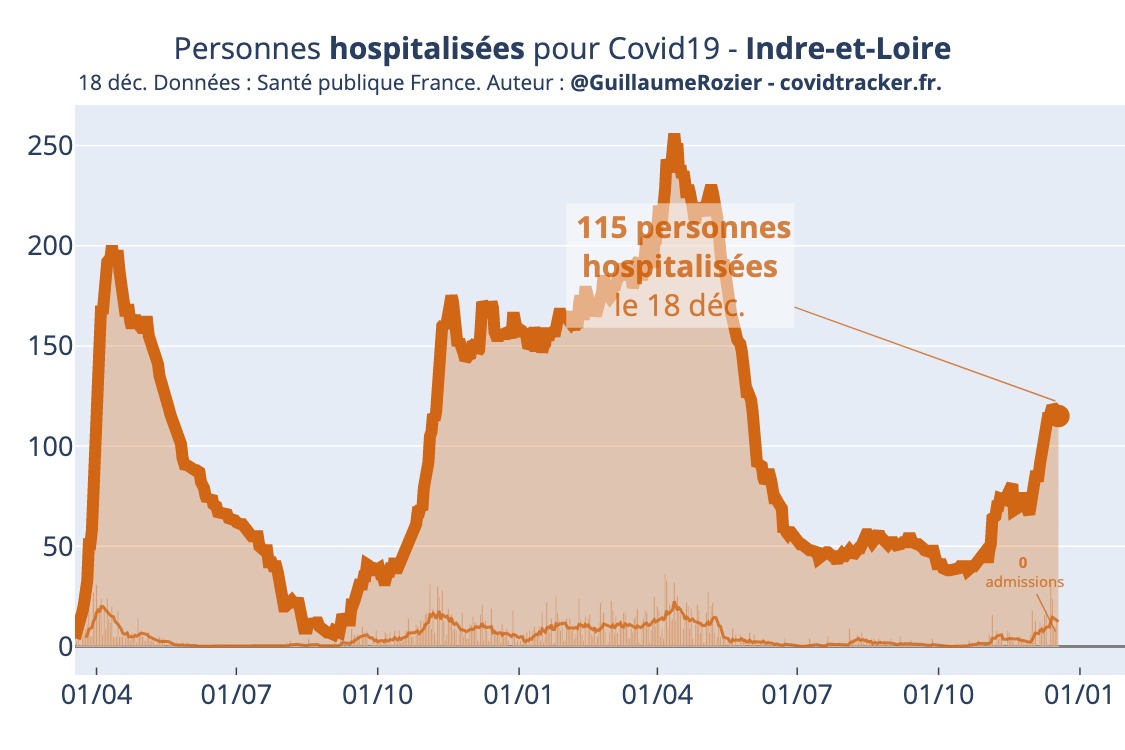 Personnes hospitalisées pour Covid19 - Indre-et-Loire
18 déc. Données : Santé publique France. Auteur : @GuillaumeRozier - covidtracker.fr.
250
200
150
100
50
0
115 personnes
hospitalisées
le 18 déc.
0
admissions
01/04
01/07
01/10
01/01
01/04
01/07
01/10
01/01